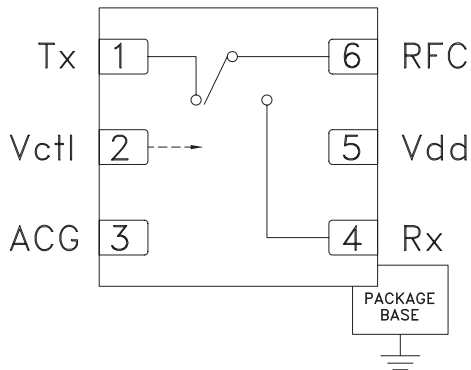 Tx 1 6 RFC
Vctl 2 5 Vdd
ACG 3 4 Rx
PACKAGE
BASE